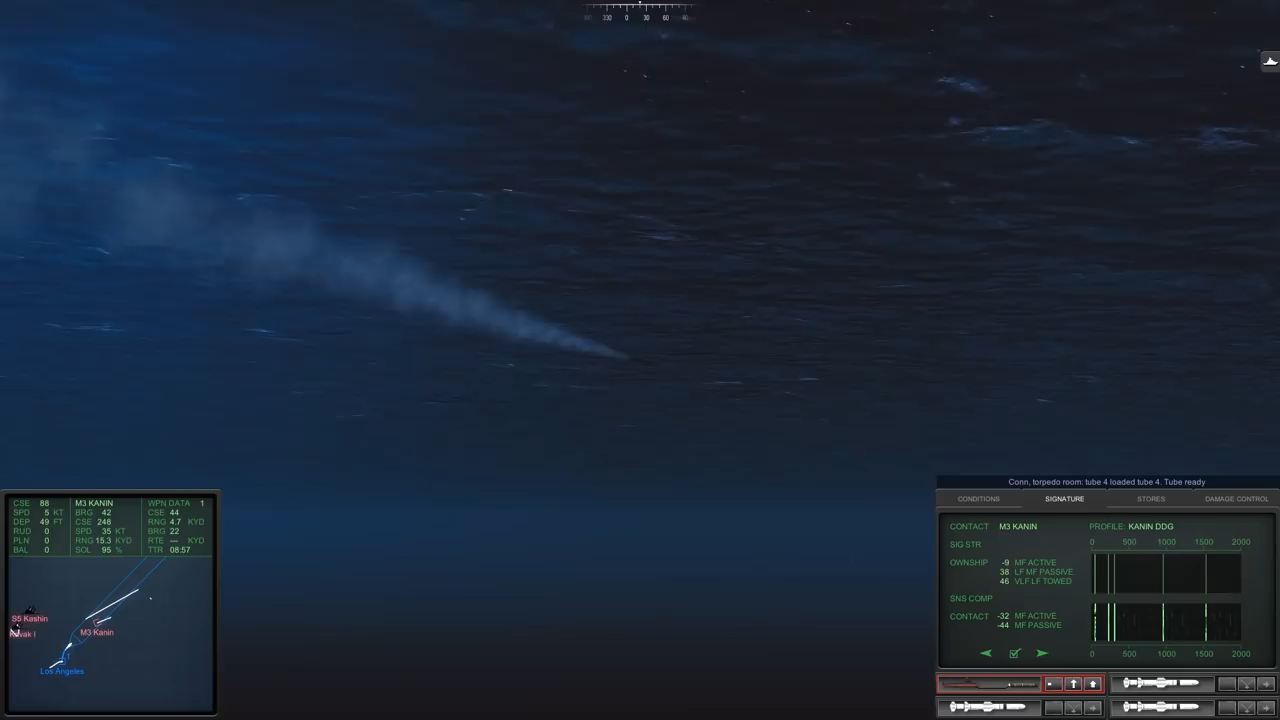 330 0 30 60
Conn, torpedo room: tube 4 loaded tube 4. Tube ready
CONDITIONS SIGNATURE STORES DAMAGE CONTROL
CONTACT M3 KANIN PROFILE: KANIN DDG
SIG STR 0 500 1000 1500 2000
OWNSHIP -9 MF ACTIVE
38 LF MF PASSIVE
46 VLF LF TOWED
SNS COMP
CONTACT -32 MF ACTIVE
-44 MF PASSIVE
0 500 1000 1500 2000
CSE 88 M3 KANIN WPN DATA 1
SPD 5 KT BRG 42 CSE 44
DEP 49 FT CSE 248 RNG 4.7 KYD
RUD 0 SPD 35 KT BRG 22
PLN 0 RNG 15.3 KYD RTE --- KYD
BAL 0 SOL 95 % TTR 08:57
S5 Kashin
M3 Kanin
Los Angeles